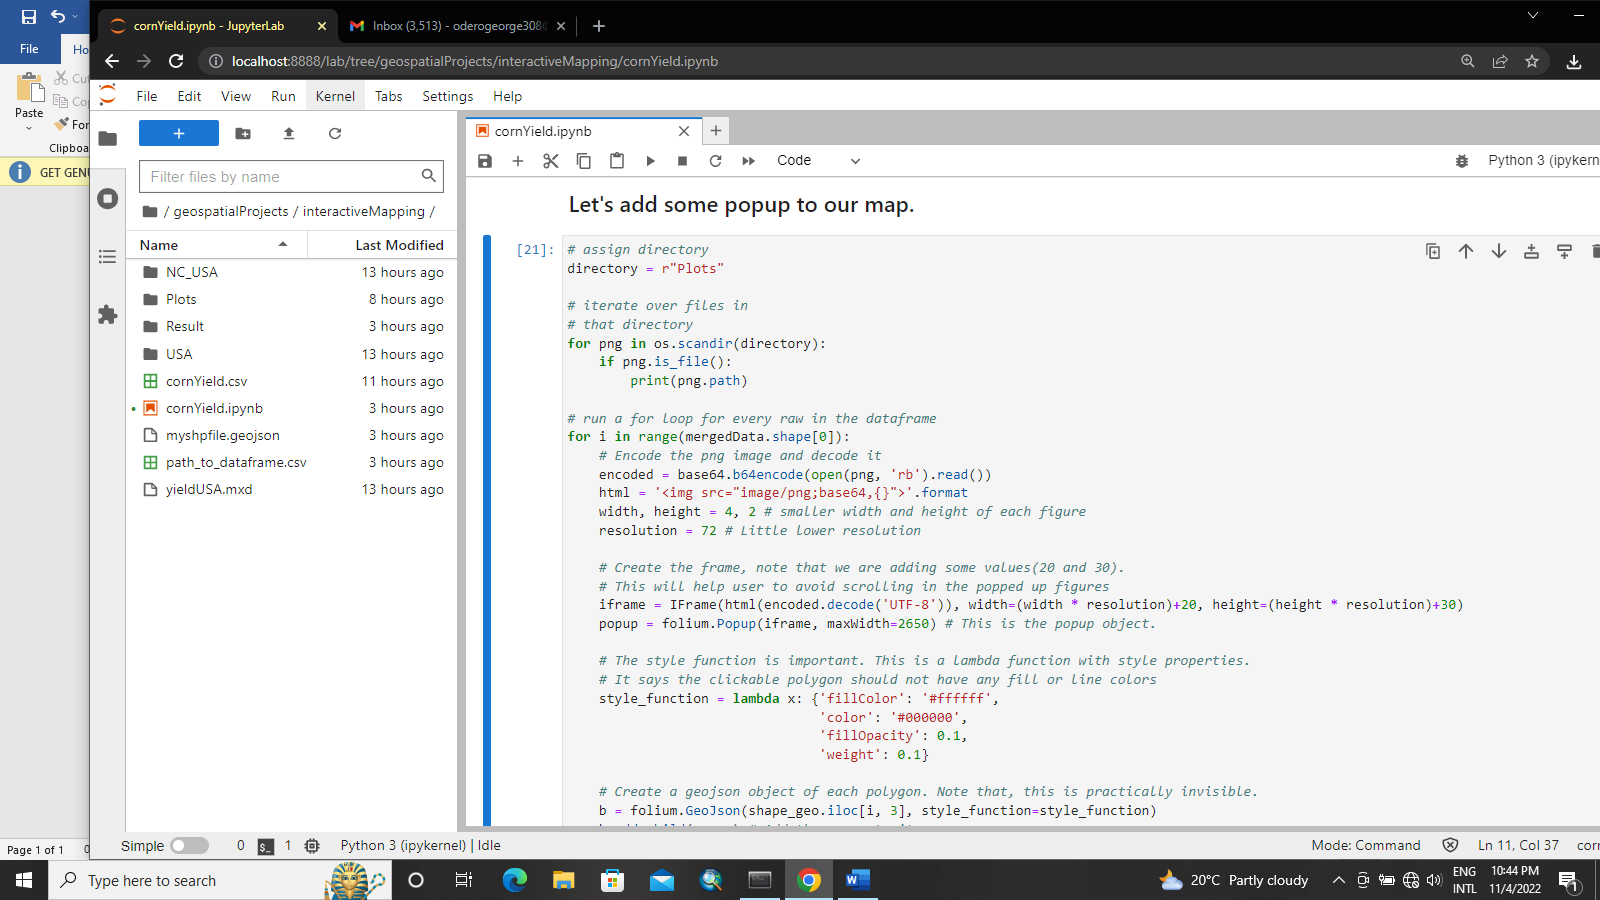 cornYield.ipynb - JupyterLab
Inbox (3,513) - oderogeorge308
File
Ho
localhost:8888/lab/tree/geospatialProjects/interactiveMapping/cornYield.ipynb
Cu
Paste
Co
For
Clipboa
GET GENU
File Edit View Run Kernel Tabs Settings Help
cornYield.ipynb
Filter files by name
Code
Python 3 (ipykern
/ geospatialProjects / interactiveMapping /
Name Last Modified
NC_USA 13 hours ago
Plots 8 hours ago
Result 3 hours ago
USA 13 hours ago
cornYield.csv 11 hours ago
cornYield.ipynb 3 hours ago
myshpfile.geojson 3 hours ago
path_to_dataframe.csv 3 hours ago
yieldUSA.mxd 13 hours ago
Let's add some popup to our map.
[21]: # assign directory
directory = r"Plots"
# iterate over files in
# that directory
for png in os.scandir(directory):
    if png.is_file():
        print(png.path)
# run a for loop for every raw in the dataframe
for i in range(mergedData.shape[0]):
    # Encode the png image and decode it
    encoded = base64.b64encode(open(png, 'rb').read())
    html = '<img src="image/png;base64,{}">'.format
    width, height = 4, 2 # smaller width and height of each figure
    resolution = 72 # Little lower resolution
    # Create the frame, note that we are adding some values(20 and 30).
    # This will help user to avoid scrolling in the popped up figures
    iframe = IFrame(html(encoded.decode('UTF-8')), width=(width * resolution)+20, height=(height * resolution)+30)
    popup = folium.Popup(iframe, maxWidth=2650) # This is the popup object.
    # The style function is important. This is a lambda function with style properties.
    # It says the clickable polygon should not have any fill or line colors
    style_function = lambda x: {'fillColor': '#ffffff',
                                'color': '#000000',
                                'fillOpacity': 0.1,
                                'weight': 0.1}
    # Create a geojson object of each polygon. Note that, this is practically invisible.
    b = folium.GeoJson(shape_geo.iloc[i, 3], style_function=style_function)
Page 1 of 1
Simple 0 $_ 1 Python 3 (ipykernel) | Idle
Mode: Command Ln 11, Col 37 corn
Type here to search
20°C Partly cloudy
ENG
INTL
10:44 PM
11/4/2022
1